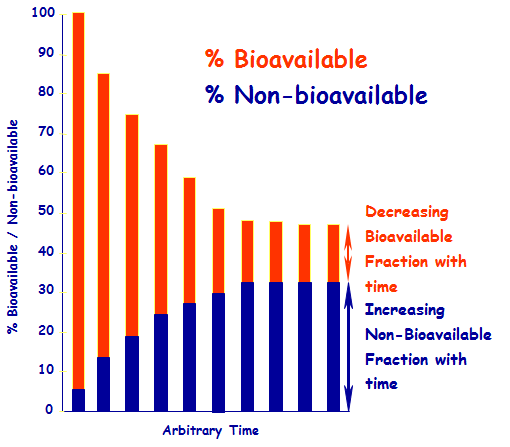 100
90
80
70
60
50
40
30
20
10
0
% Bioavailable / Non-bioavailable
% Bioavailable
% Non-bioavailable
Decreasing
Bioavailable
Fraction with
time
Increasing
Non-Bioavailable
Fraction with
time
Arbitrary Time